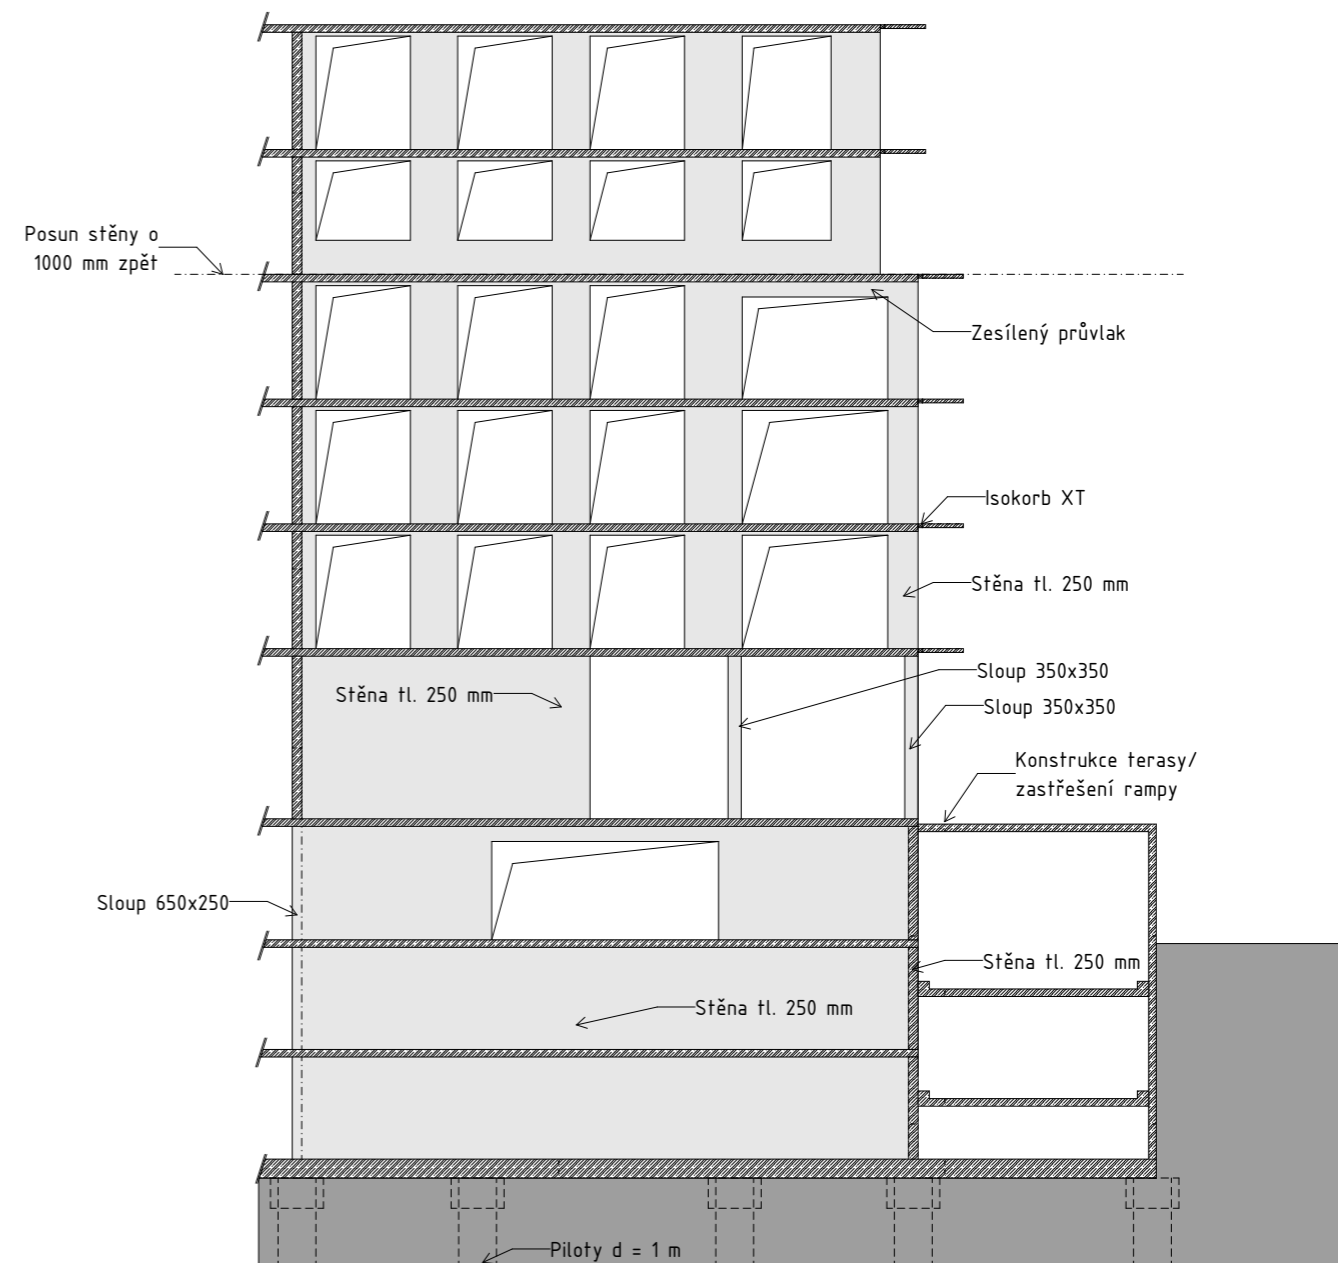 Posun stěny o
1000 mm zpět
Zesílený průvlak
Isokorb XT
Stěna tl. 250 mm
Sloup 350x350
Stěna tl. 250 mm
Sloup 350x350
Konstrukce terasy/
zastřešení rampy
Sloup 650x250
Stěna tl. 250 mm
Stěna tl. 250 mm
Piloty d = 1 m